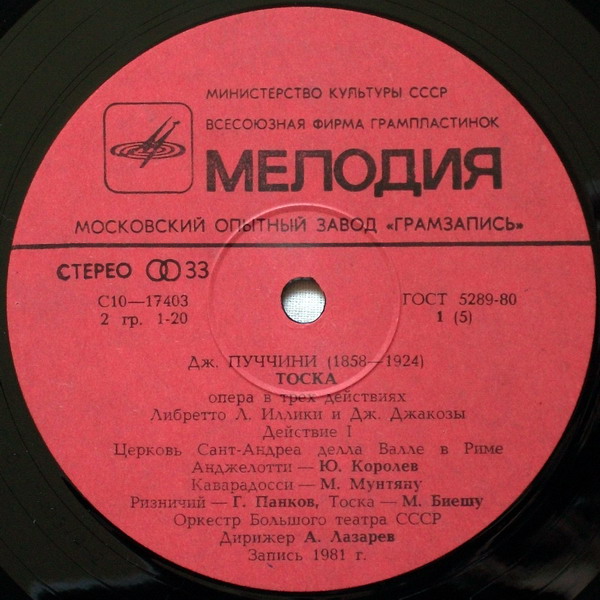 МИНИСТЕРСТВО КУЛЬТУРЫ СССР
ВСЕСОЮЗНАЯ ФИРМА ГРАМПЛАСТИНОК
МЕЛОДИЯ
МОСКОВСКИЙ ОПЫТНЫЙ ЗАВОД «ГРАМЗАПИСЬ»
СТЕРЕО 33
С10—17403 ГОСТ 5289-80
2 гр. 1-20 1 (5)
Дж. ПУЧЧИНИ (1858—1924)
ТОСКА
опера в трех действиях
Либретто Л. Иллики и Дж. Джакозы
Действие I
Церковь Сант-Андреа делла Валле в Риме
Анджелотти — Ю. Королев
Каварадосси — М. Мунтяну
Ризничий — Г. Панков, Тоска — М. Биешу
Оркестр Большого театра СССР
Дирижер А. Лазарев
Запись 1981 г.